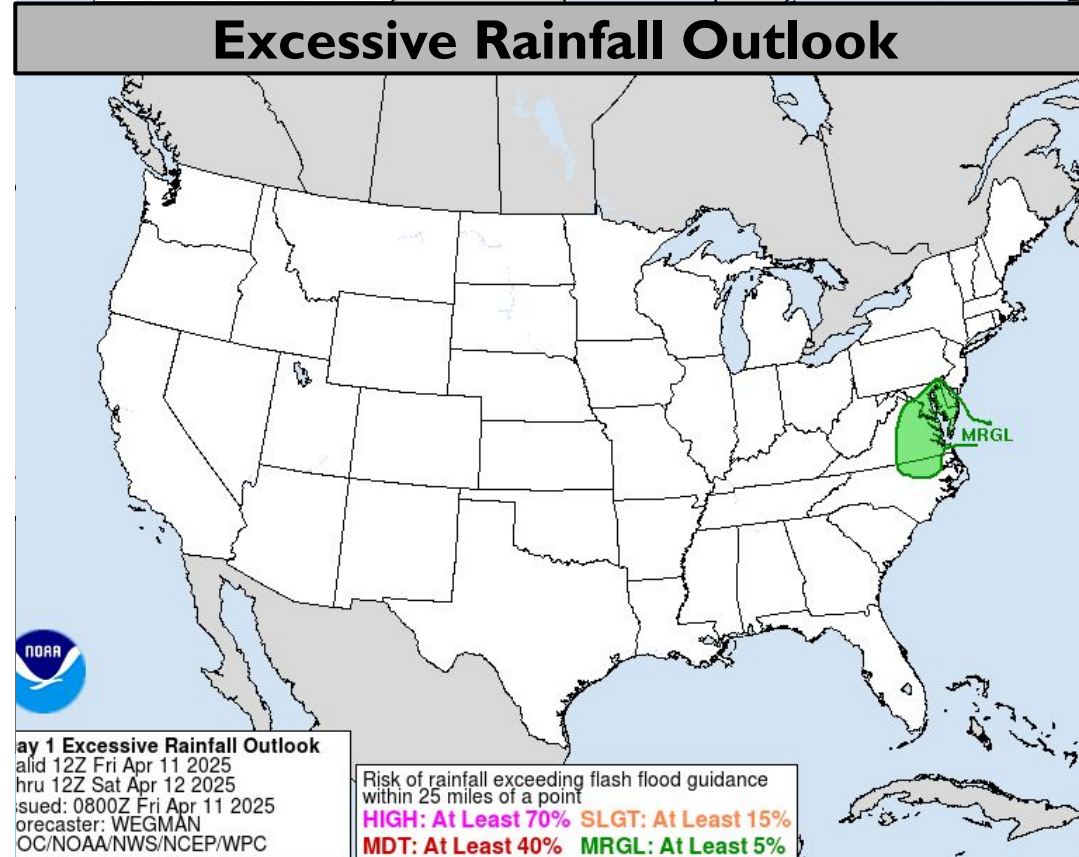 Excessive Rainfall Outlook
MRGL
NOAA
ay 1 Excessive Rainfall Outlook
alid 12Z Fri Apr 11 2025
hru 12Z Sat Apr 12 2025
ssued: 0800Z Fri Apr 11 2025
orecaster: WEGMAN
OC/NOAA/NWS/NCEP/WPC
Risk of rainfall exceeding flash flood guidance
within 25 miles of a point
HIGH: At Least 70% SLGT: At Least 15%
MDT: At Least 40% MRGL: At Least 5%